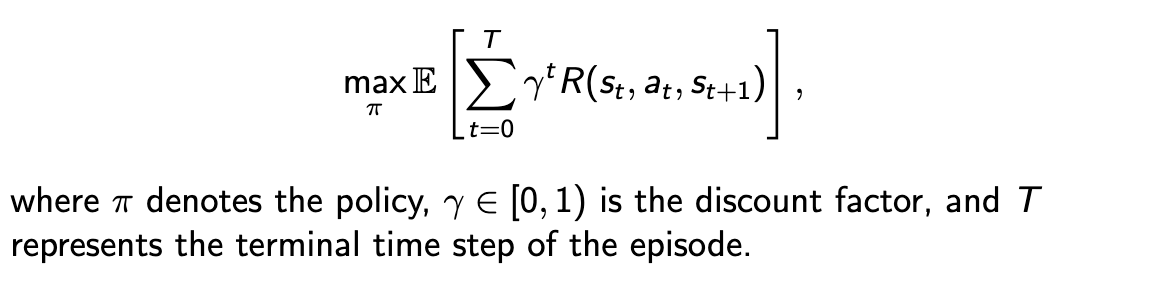 max_π 𝔼 [ ∑_{t=0}^{T} γ^t R(s_t, a_t, s_{t+1}) ] ,
where π denotes the policy, γ ∈ [0, 1) is the discount factor, and T
represents the terminal time step of the episode.